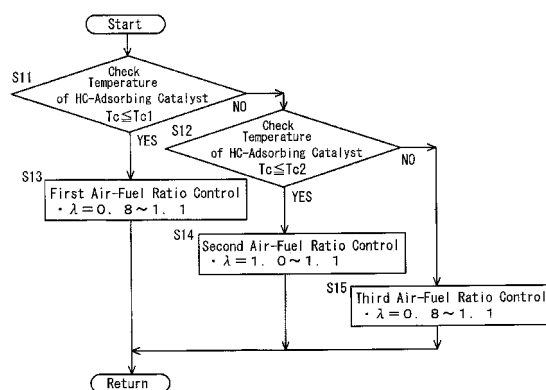 Start
S11
Check
Temperature
of HC-Adsorbing Catalyst
Tc≦Tc1
NO
YES
S12
Check
Temperature
of HC-Adsorbing Catalyst
Tc≦Tc2
NO
YES
S13
First Air-Fuel Ratio Control
・λ=0. 8~1. 1
S14
Second Air-Fuel Ratio Control
・λ=1. 0~1. 1
S15
Third Air-Fuel Ratio Control
・λ=0. 8~1. 1
Return